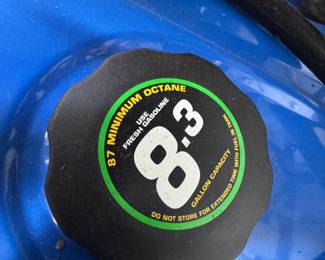 87 MINIMUM OCTANE
USE
FRESH GASOLINE
8.3
GALLON CAPACITY
DO NOT STORE FOR EXTENDED TIME WITH FUEL IN TANK